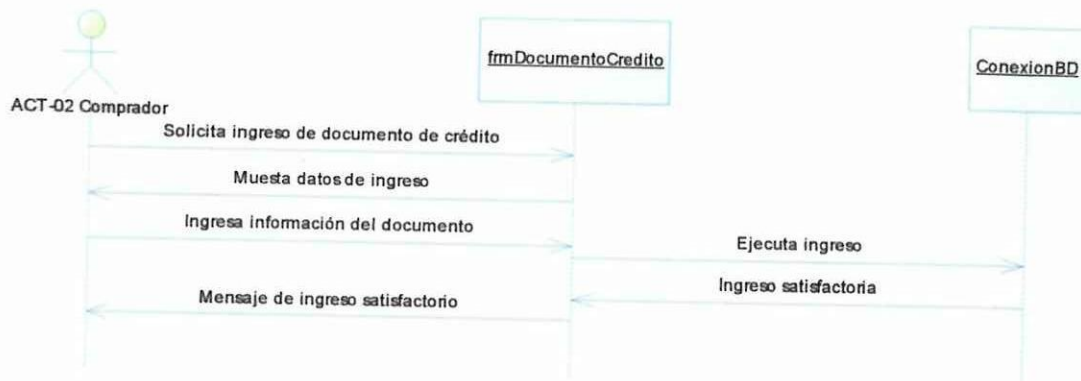 frmDocumentoCredito
ConexionBD
ACT-02 Comprador
Solicita ingreso de documento de crédito
Muesta datos de ingreso
Ingresa información del documento
Ejecuta ingreso
Ingreso satisfactoria
Mensaje de ingreso satisfactorio